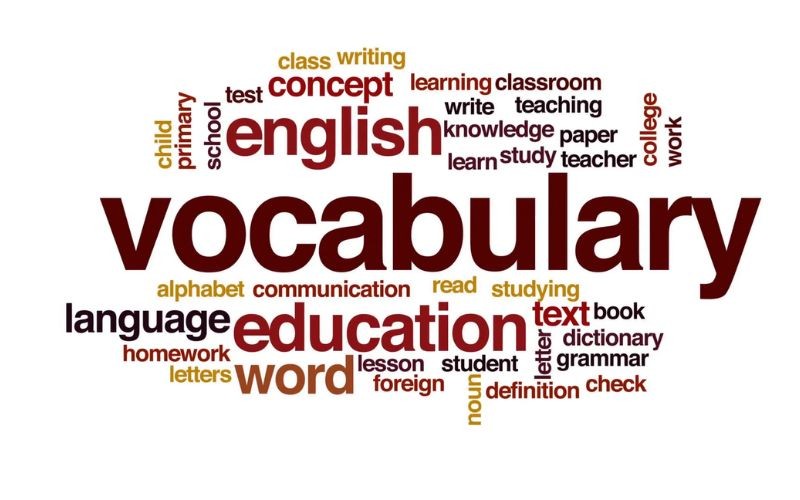 class writing
concept learning classroom
test write teaching
child primary school english knowledge paper college work
learn study teacher
vocabulary
alphabet communication read studying
language education text book
letter dictionary
homework word lesson student grammar
letters foreign noun definition check